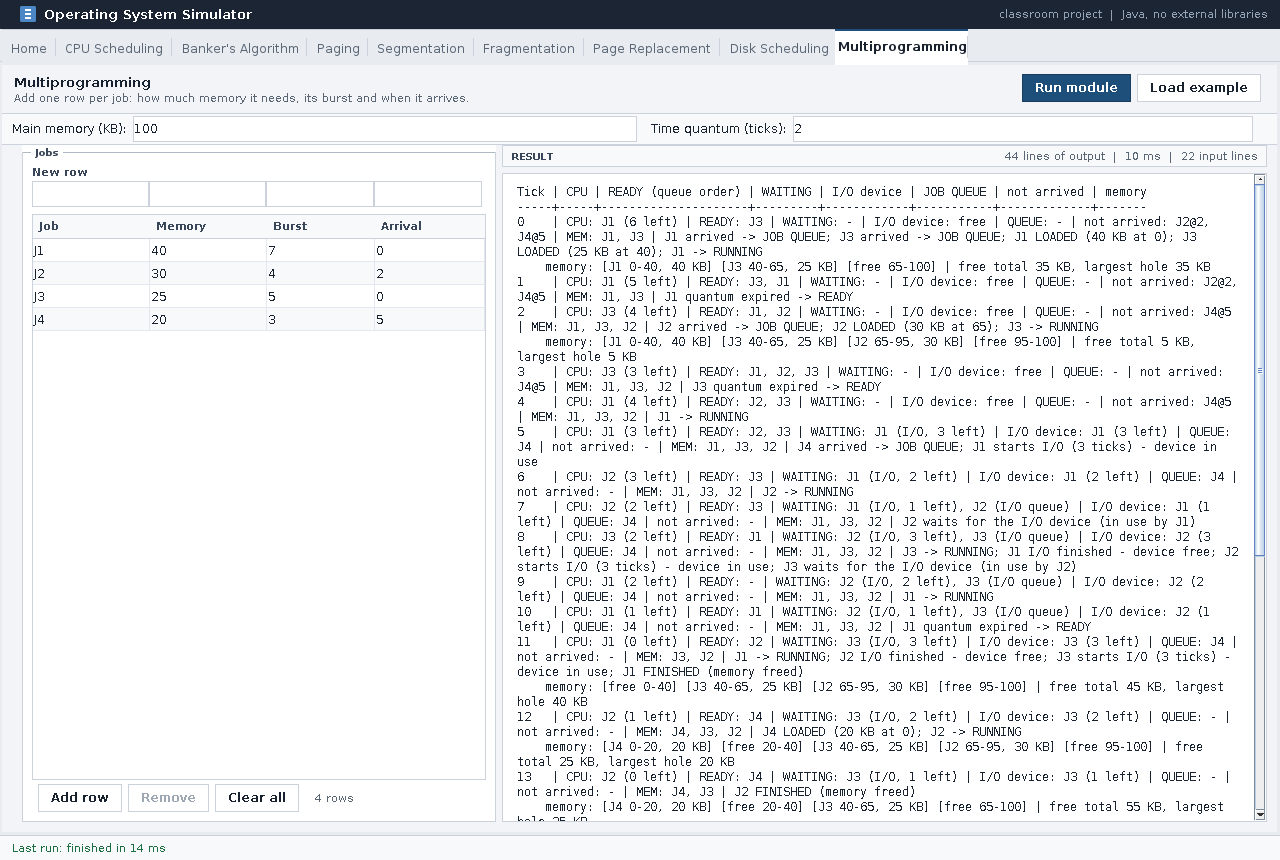 Operating System Simulator
classroom project | Java, no external libraries
Home
CPU Scheduling
Banker's Algorithm
Paging
Segmentation
Fragmentation
Page Replacement
Disk Scheduling
Multiprogramming
Multiprogramming
Add one row per job: how much memory it needs, its burst and when it arrives.
Run module
Load example
Main memory (KB): 100
Time quantum (ticks): 2
Jobs
New row
Job Memory Burst Arrival
J1 40 7 0
J2 30 4 2
J3 25 5 0
J4 20 3 5
Add row
Remove
Clear all
4 rows
RESULT
44 lines of output | 10 ms | 22 input lines
Tick | CPU | READY (queue order) | WAITING | I/O device | JOB QUEUE | not arrived | memory
-----+-----+---------------------+---------+------------+-----------+-------------+-------
0    | CPU: J1 (6 left) | READY: J3 | WAITING: - | I/O device: free | QUEUE: - | not arrived: J2@2,
J4@5 | MEM: J1, J3 | J1 arrived -> JOB QUEUE; J3 arrived -> JOB QUEUE; J1 LOADED (40 KB at 0); J3
LOADED (25 KB at 40); J1 -> RUNNING
memory: [J1 0-40, 40 KB] [J3 40-65, 25 KB] [free 65-100] | free total 35 KB, largest hole 35 KB
1    | CPU: J1 (5 left) | READY: J3, J1 | WAITING: - | I/O device: free | QUEUE: - | not arrived: J2@2,
J4@5 | MEM: J1, J3 | J1 quantum expired -> READY
2    | CPU: J3 (4 left) | READY: J1, J2 | WAITING: - | I/O device: free | QUEUE: - | not arrived: J4@5
| MEM: J1, J3, J2 | J2 arrived -> JOB QUEUE; J2 LOADED (30 KB at 65); J3 -> RUNNING
memory: [J1 0-40, 40 KB] [J3 40-65, 25 KB] [J2 65-95, 30 KB] [free 95-100] | free total 5 KB,
largest hole 5 KB
3    | CPU: J3 (3 left) | READY: J1, J2, J3 | WAITING: - | I/O device: free | QUEUE: - | not arrived:
J4@5 | MEM: J1, J3, J2 | J3 quantum expired -> READY
4    | CPU: J1 (4 left) | READY: J2, J3 | WAITING: - | I/O device: free | QUEUE: - | not arrived: J4@5
| MEM: J1, J3, J2 | J1 -> RUNNING
5    | CPU: J1 (3 left) | READY: J2, J3 | WAITING: J1 (I/O, 3 left) | I/O device: J1 (3 left) | QUEUE:
J4 | not arrived: - | MEM: J1, J3, J2 | J4 arrived -> JOB QUEUE; J1 starts I/O (3 ticks) - device in
use
6    | CPU: J2 (3 left) | READY: J3 | WAITING: J1 (I/O, 2 left) | I/O device: J1 (2 left) | QUEUE: J4 |
not arrived: - | MEM: J1, J3, J2 | J2 -> RUNNING
7    | CPU: J2 (2 left) | READY: J3 | WAITING: J1 (I/O, 1 left), J2 (I/O queue) | I/O device: J1 (1
left) | QUEUE: J4 | not arrived: - | MEM: J1, J3, J2 | J2 waits for the I/O device (in use by J1)
8    | CPU: J3 (2 left) | READY: J1 | WAITING: J2 (I/O, 3 left), J3 (I/O queue) | I/O device: J2 (3
left) | QUEUE: J4 | not arrived: - | MEM: J1, J3, J2 | J3 -> RUNNING; J1 I/O finished - device free; J2
starts I/O (3 ticks) - device in use; J3 waits for the I/O device (in use by J2)
9    | CPU: J1 (2 left) | READY: - | WAITING: J2 (I/O, 2 left), J3 (I/O queue) | I/O device: J2 (2
left) | QUEUE: J4 | not arrived: - | MEM: J1, J3, J2 | J1 -> RUNNING
10   | CPU: J1 (1 left) | READY: J1 | WAITING: J2 (I/O, 1 left), J3 (I/O queue) | I/O device: J2 (1
left) | QUEUE: J4 | not arrived: - | MEM: J1, J3, J2 | J1 quantum expired -> READY
11   | CPU: J1 (0 left) | READY: J2 | WAITING: J3 (I/O, 3 left) | I/O device: J3 (3 left) | QUEUE: J4 |
not arrived: - | MEM: J3, J2 | J1 -> RUNNING; J2 I/O finished - device free; J3 starts I/O (3 ticks) -
device in use; J1 FINISHED (memory freed)
memory: [free 0-40] [J3 40-65, 25 KB] [J2 65-95, 30 KB] [free 95-100] | free total 45 KB, largest
hole 40 KB
12   | CPU: J2 (1 left) | READY: J4 | WAITING: J3 (I/O, 2 left) | I/O device: J3 (2 left) | QUEUE: - |
not arrived: - | MEM: J4, J3, J2 | J4 LOADED (20 KB at 0); J2 -> RUNNING
memory: [J4 0-20, 20 KB] [free 20-40] [J3 40-65, 25 KB] [J2 65-95, 30 KB] [free 95-100] | free
total 25 KB, largest hole 20 KB
13   | CPU: J2 (0 left) | READY: J4 | WAITING: J3 (I/O, 1 left) | I/O device: J3 (1 left) | QUEUE: - |
not arrived: - | MEM: J4, J3 | J2 FINISHED (memory freed)
memory: [J4 0-20, 20 KB] [free 20-40] [J3 40-65, 25 KB] [free 65-100] | free total 55 KB, largest
hole 35 KB
Last run: finished in 14 ms